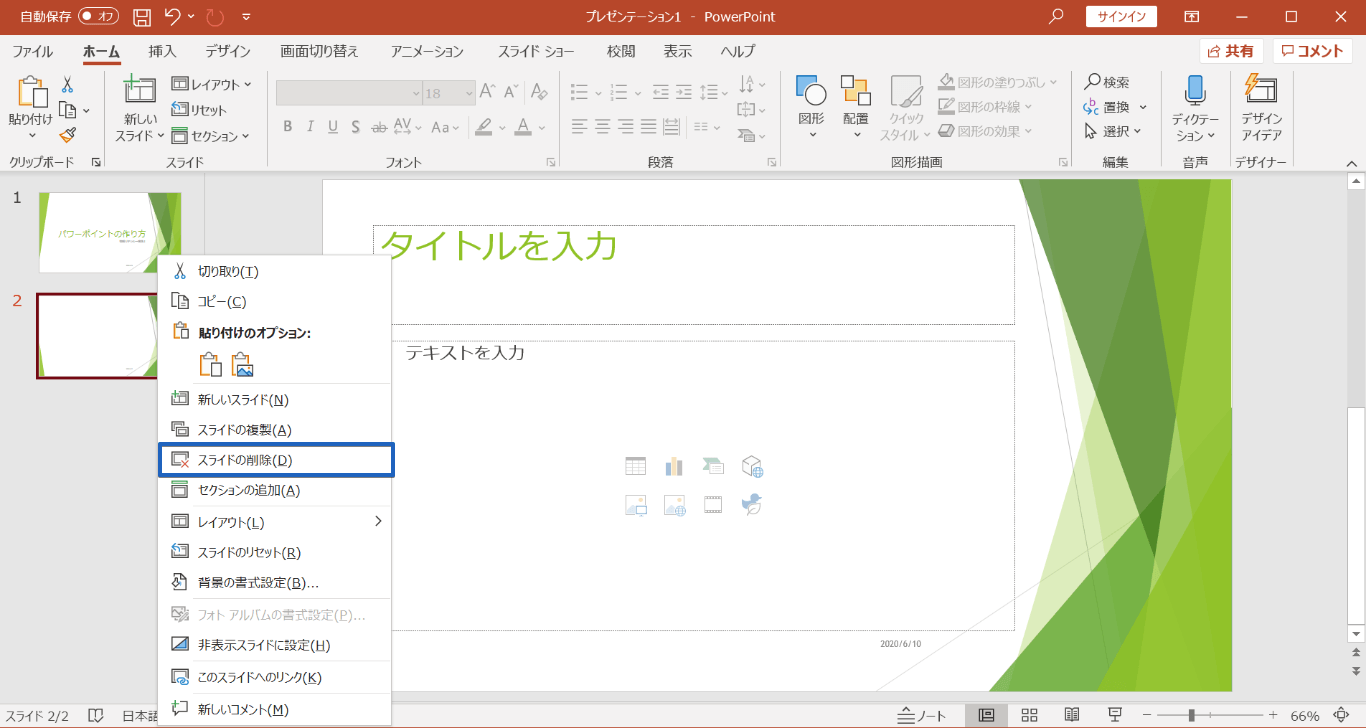 自動保存 オフ
プレゼンテーション1 - PowerPoint
サインイン
ファイル ホーム 挿入 デザイン 画面切り替え アニメーション スライド ショー 校閲 表示 ヘルプ
共有 コメント
貼り付け
クリップボード
新しい
スライド
レイアウト
リセット
セクション
スライド
18
B I U S ab AV Aa A
フォント
段落
図形
配置
クイック
スタイル
図形の塗りつぶし
図形の枠線
図形の効果
図形描画
検索
置換
選択
編集
ディクテー
ション
音声
デザイン
アイデア
デザイナー
1
パワーポイントの作り方
2
切り取り(T)
コピー(C)
貼り付けのオプション:
新しいスライド(N)
スライドの複製(A)
スライドの削除(D)
セクションの追加(A)
レイアウト(L)
スライドのリセット(R)
背景の書式設定(B)...
フォト アルバムの書式設定(P)...
非表示スライドに設定(H)
このスライドへのリンク(K)
新しいコメント(M)
タイトルを入力
テキストを入力
2020/6/10
スライド 2/2
日本語
ノート
66%